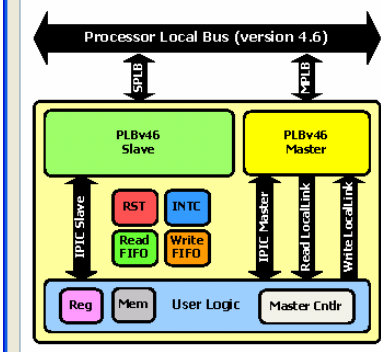 Processor Local Bus (version 4.6)
SPLB
MPLB
PLBv46
Slave
PLBv46
Master
IPIC Slave
RST
INTC
Read
FIFO
Write
FIFO
IPIC Master
Read LocalLink
Write LocalLink
Reg
Mem
User Logic
Master Cntlr